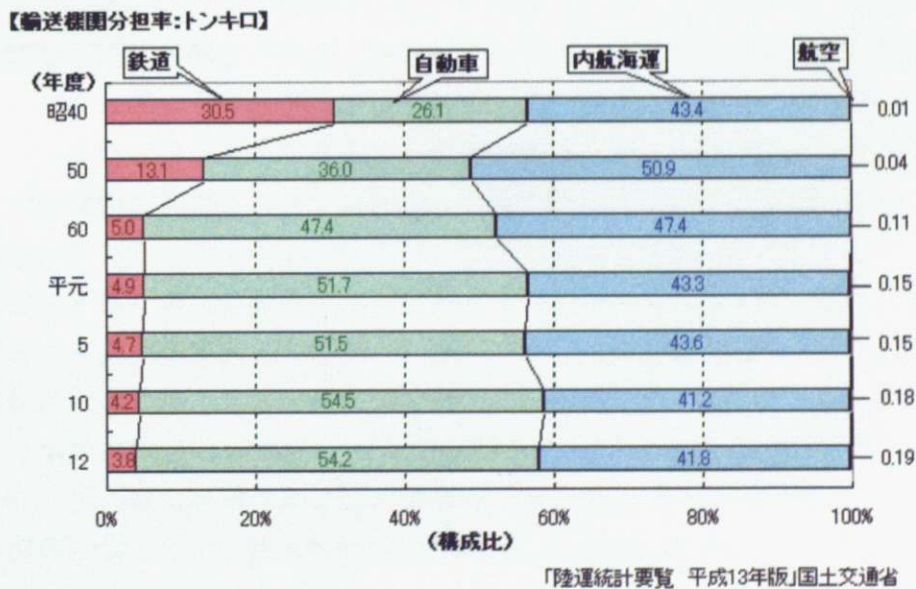 【輸送機関分担率:トンキロ】
鉄道 自動車 内航海運 航空
(年度)
昭40 30.5 26.1 43.4 0.01
50 13.1 36.0 50.9 0.04
60 5.0 47.4 47.4 0.11
平元 4.9 51.7 43.3 0.15
5 4.7 51.5 43.6 0.15
10 4.2 54.5 41.2 0.18
12 3.8 54.2 41.8 0.19
0% 20% 40% 60% 80% 100%
(構成比)
「陸運統計要覧 平成13年版」国土交通省